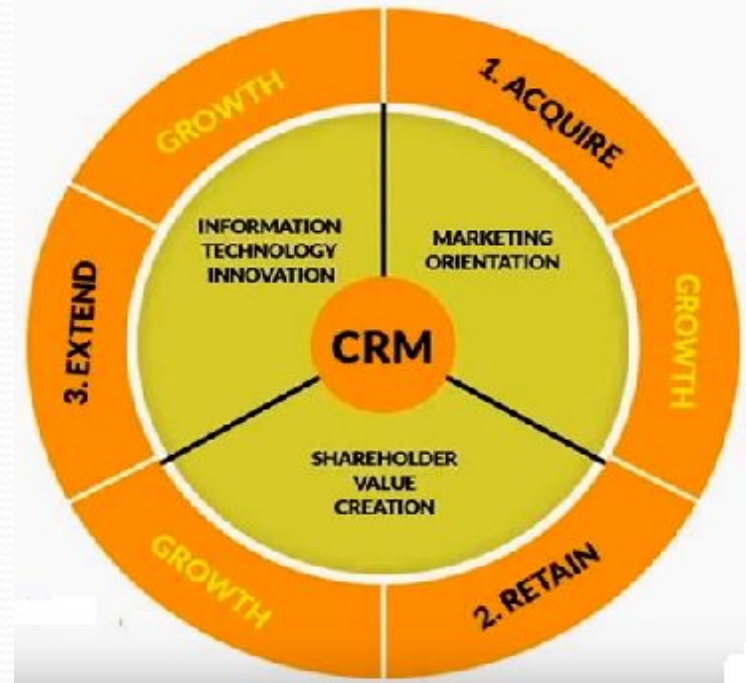 GROWTH
1. ACQUIRE
INFORMATION
TECHNOLOGY
INNOVATION
MARKETING
ORIENTATION
3. EXTEND
CRM
GROWTH
SHAREHOLDER
VALUE
CREATION
GROWTH
2. RETAIN